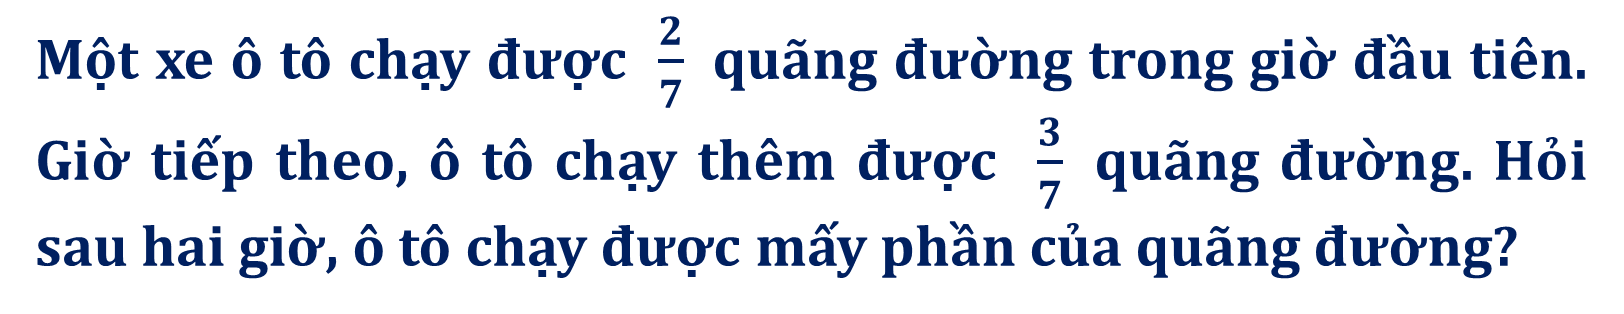 Một xe ô tô chạy được 2/7 quãng đường trong giờ đầu tiên.
Giờ tiếp theo, ô tô chạy thêm được 3/7 quãng đường. Hỏi
sau hai giờ, ô tô chạy được mấy phần của quãng đường?